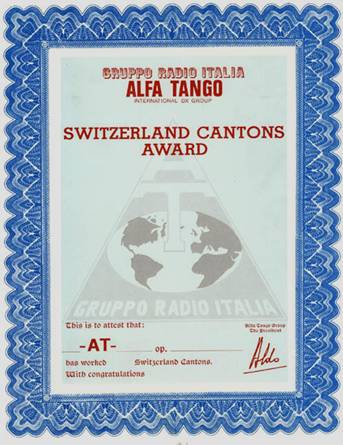 GRUPPO RADIO ITALIA
ALFA TANGO
INTERNATIONAL DX GROUP
SWITZERLAND CANTONS
AWARD
GRUPPO RADIO ITALIA
This is to attest that:
Alfa Tango Group
The President
-AT- op.
Aldo
has worked Switzerland Cantons.
With congratulations